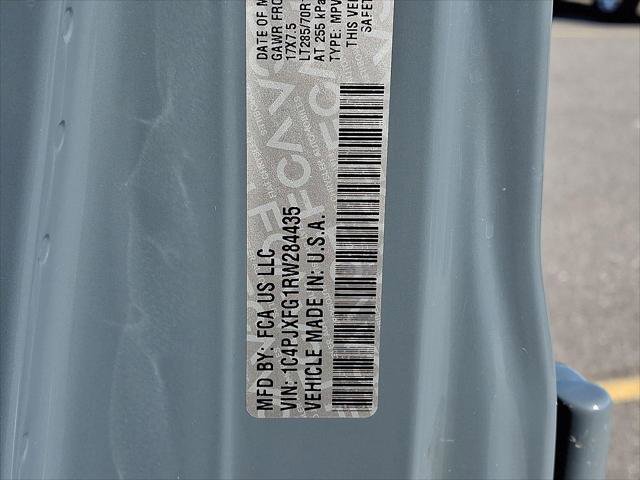 MFD BY: FCA US LLC
VIN: 1C4PJXFG1RW284435
VEHICLE MADE IN: U.S.A.
DATE OF M
GAWR FRO
17X7.5
LT285/70R
AT 255 kPa
TYPE: MPV
THIS VE
SAFET